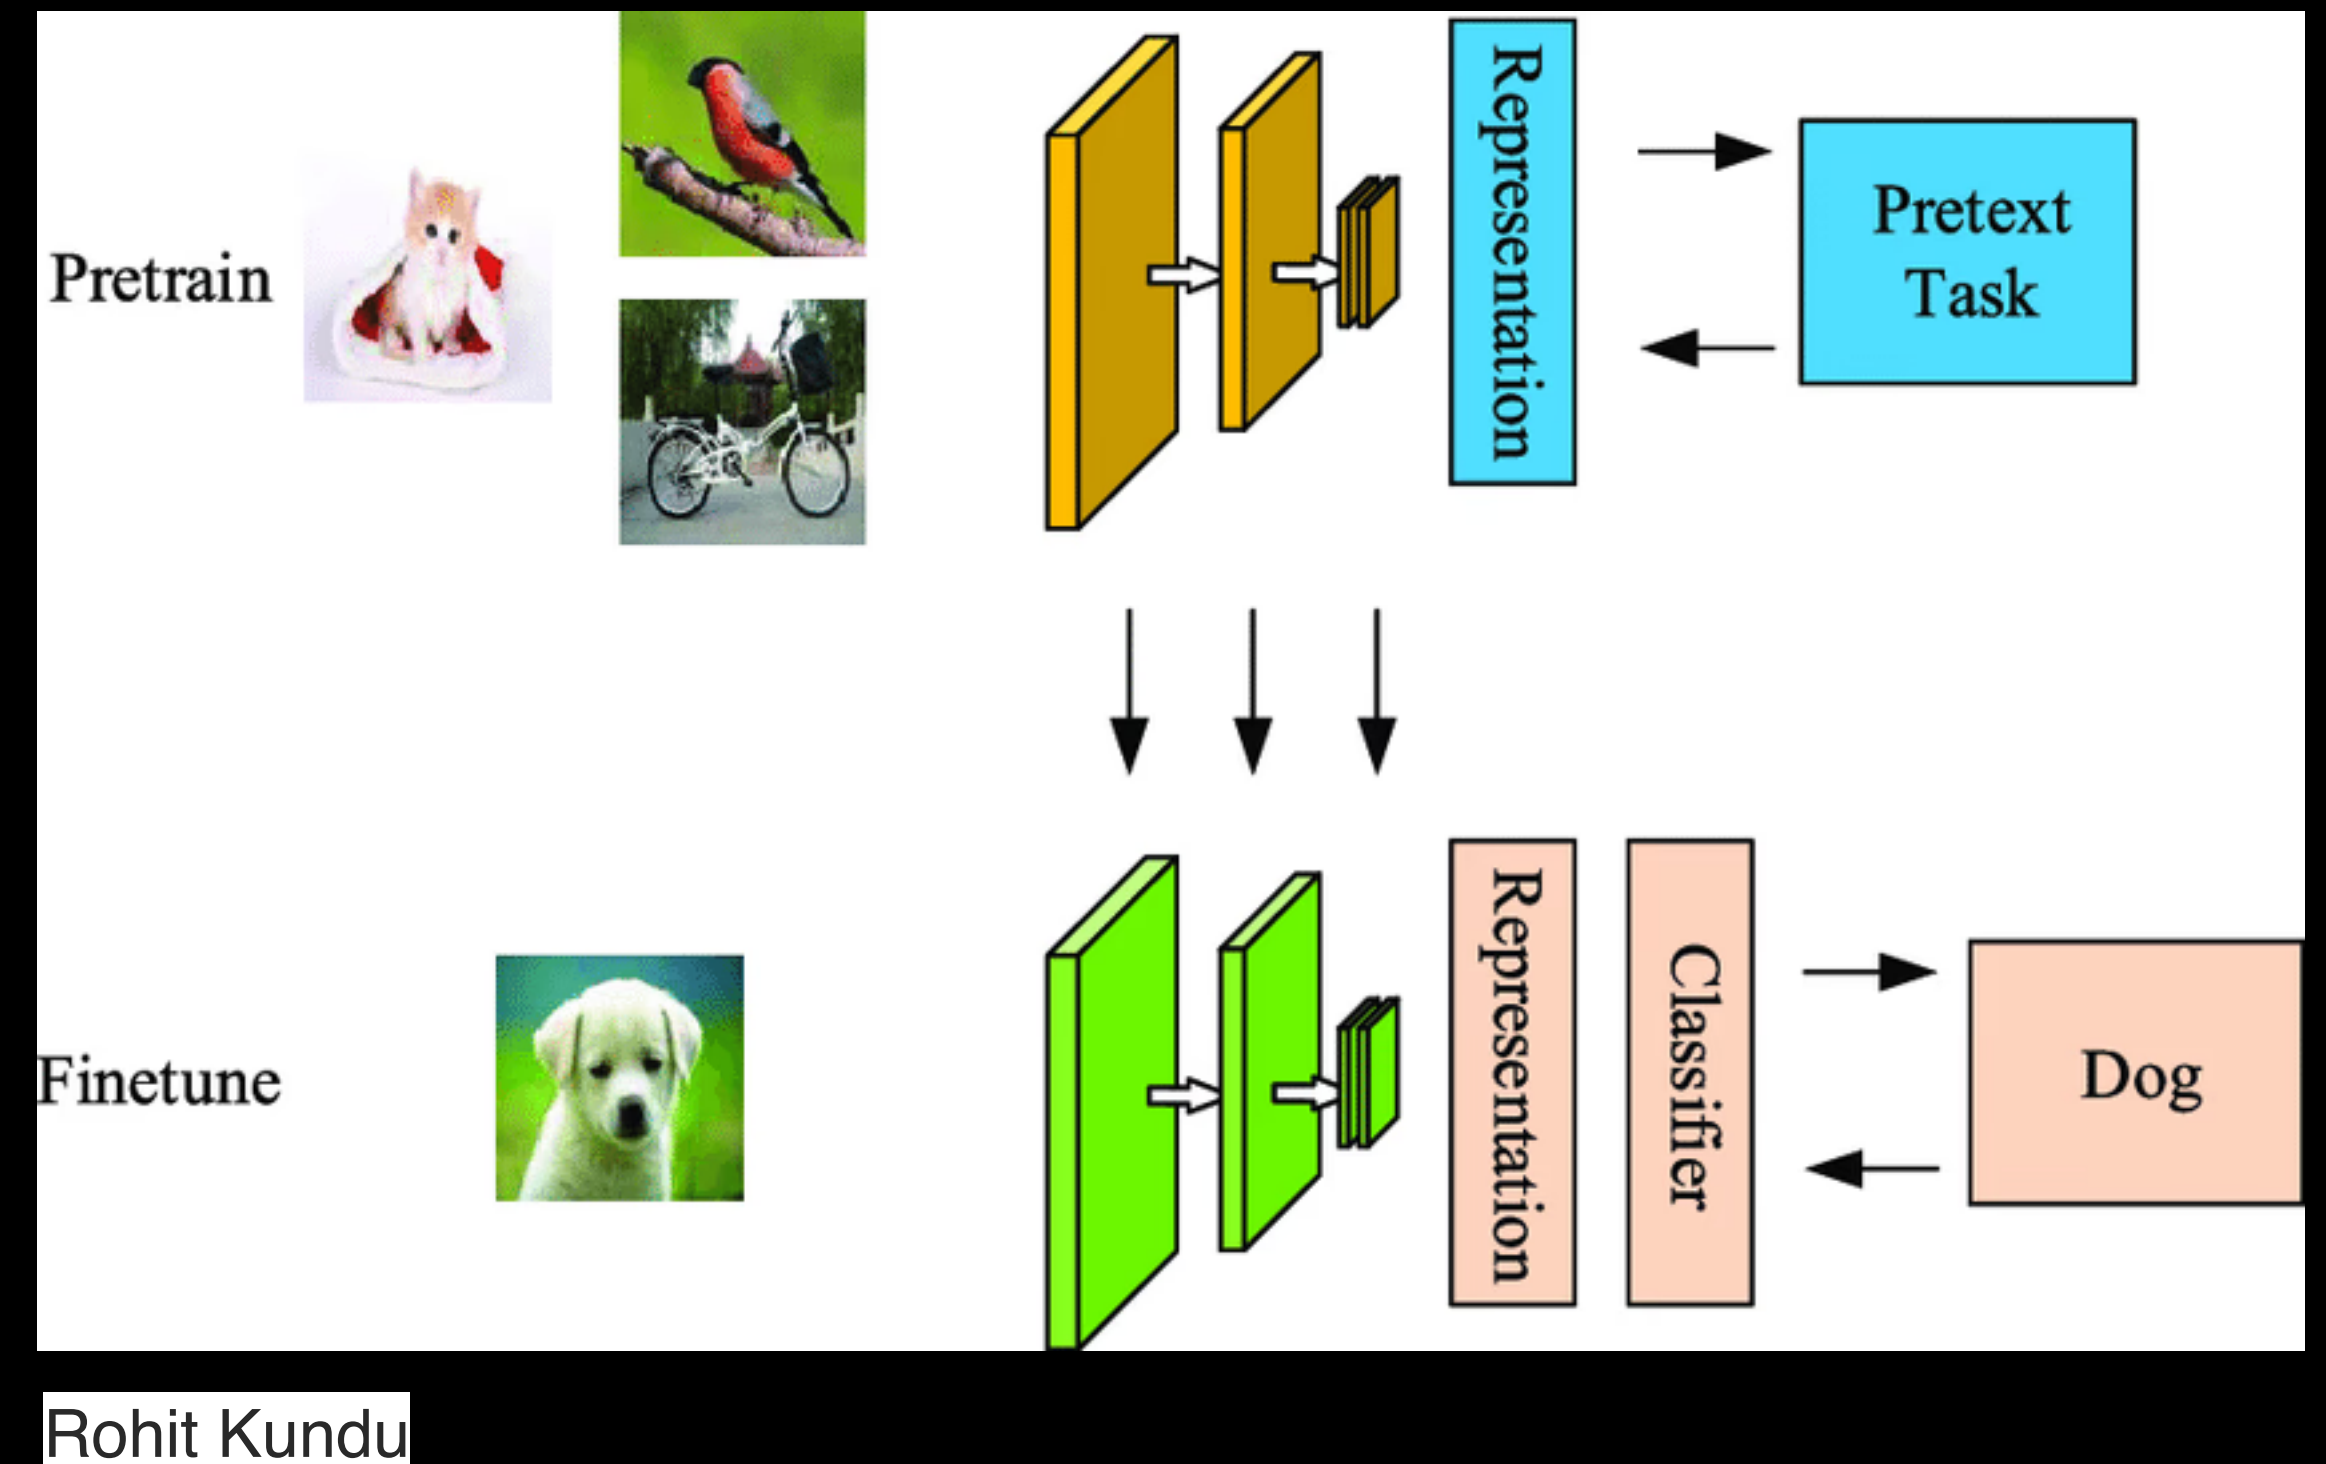 Pretrain
Representation
Pretext
Task
Finetune
Representation
Classifier
Dog
Rohit Kundu